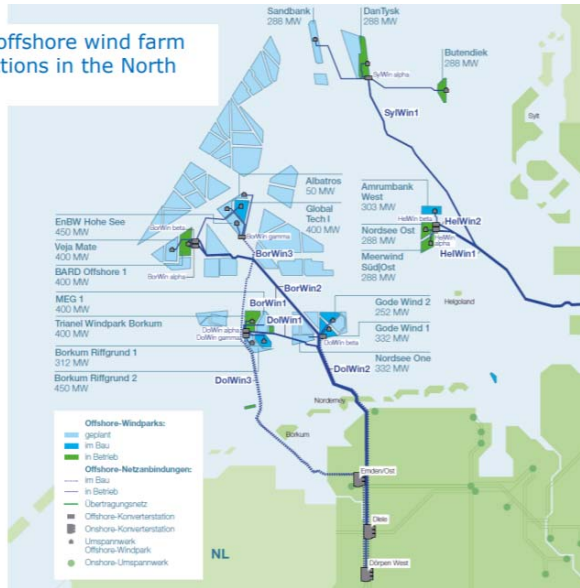 offshore wind farm
tions in the North
Sandbank
288 MW
DanTysk
288 MW
Butendiek
288 MW
SylWin alpha
SylWin1
Sylt
Albatros
50 MW
Global
Tech I
400 MW
Amrumbank
West
303 MW
HelWin beta
HelWin2
Nordsee Ost
288 MW
HelWin
alpha
Meerwind
Süd|Ost
288 MW
HelWin1
EnBW Hohe See
450 MW
BorWin beta
Veja Mate
400 MW
BorWin gamma
BARD Offshore 1
400 MW
BorWin alpha
BorWin3
BorWin2
MEG 1
400 MW
BorWin1
Trianel Windpark Borkum
400 MW
DolWin1
DolWin alpha
DolWin gamma
Gode Wind 2
252 MW
Helgoland
Gode Wind 1
332 MW
DolWin beta
Borkum Riffgrund 1
312 MW
Nordsee One
332 MW
DolWin2
Borkum Riffgrund 2
450 MW
DolWin3
Norderney
Borkum
Offshore-Windparks:
geplant
im Bau
in Betrieb
Offshore-Netzanbindungen:
im Bau
in Betrieb
Übertragungsnetz
Offshore-Konverterstation
Onshore-Konverterstation
Umspannwerk
Offshore-Windpark
Onshore-Umspannwerk
Emden/Ost
Diele
NL
Dörpen West